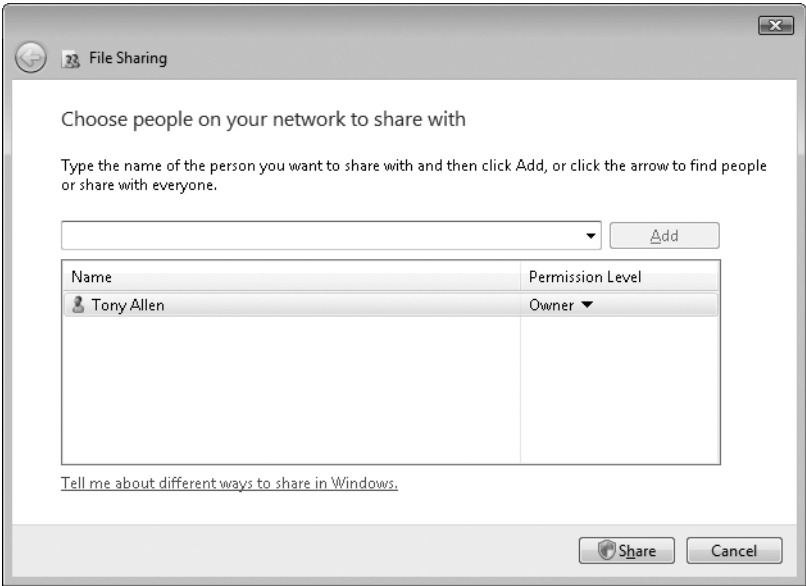 File Sharing
Choose people on your network to share with
Type the name of the person you want to share with and then click Add, or click the arrow to find people
or share with everyone.
Add
Name Permission Level
Tony Allen Owner
Tell me about different ways to share in Windows.
Share Cancel